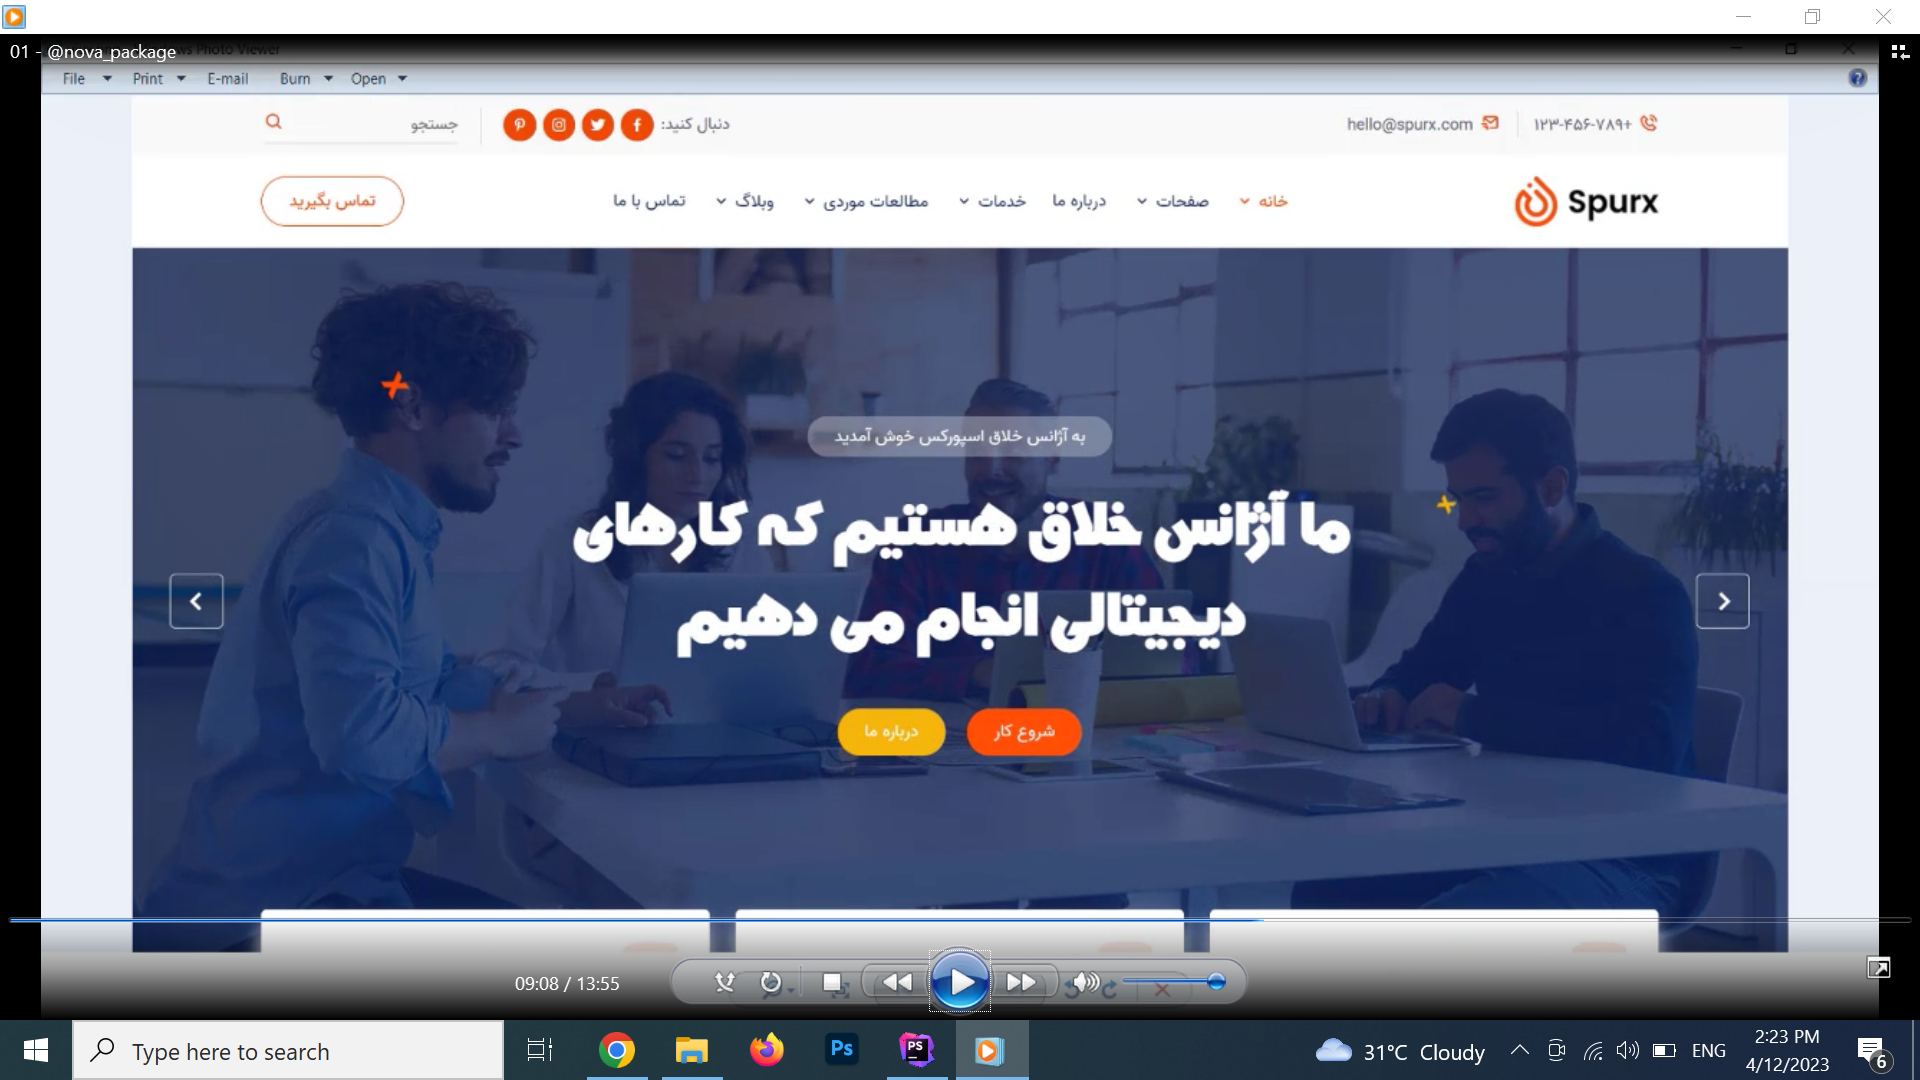 01 - @nova_package
File
Print
E-mail
Burn
Open
۱۲۳-۴۵۶-۷۸۹+
hello@spurx.com
دنبال کنید:
جستجو
Spurx
خانه
صفحات
درباره ما
خدمات
مطالعات موردی
وبلاگ
تماس با ما
تماس بگیرید
به آژانس خلاق اسپورکس خوش آمدید
ما آژانس خلاق هستیم که کارهای
دیجیتالی انجام می دهیم
شروع کار
درباره ما
09:08 / 13:55
Type here to search
Ps
PS
31°C Cloudy
ENG
2:23 PM
4/12/2023
6